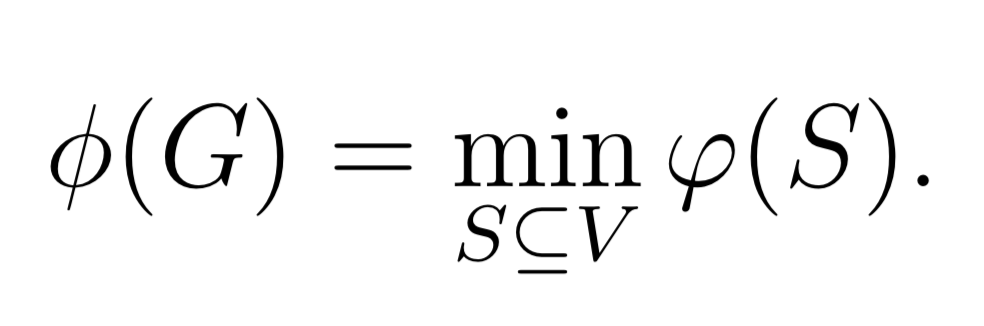 ϕ(G) = min_{S⊆V} φ(S).